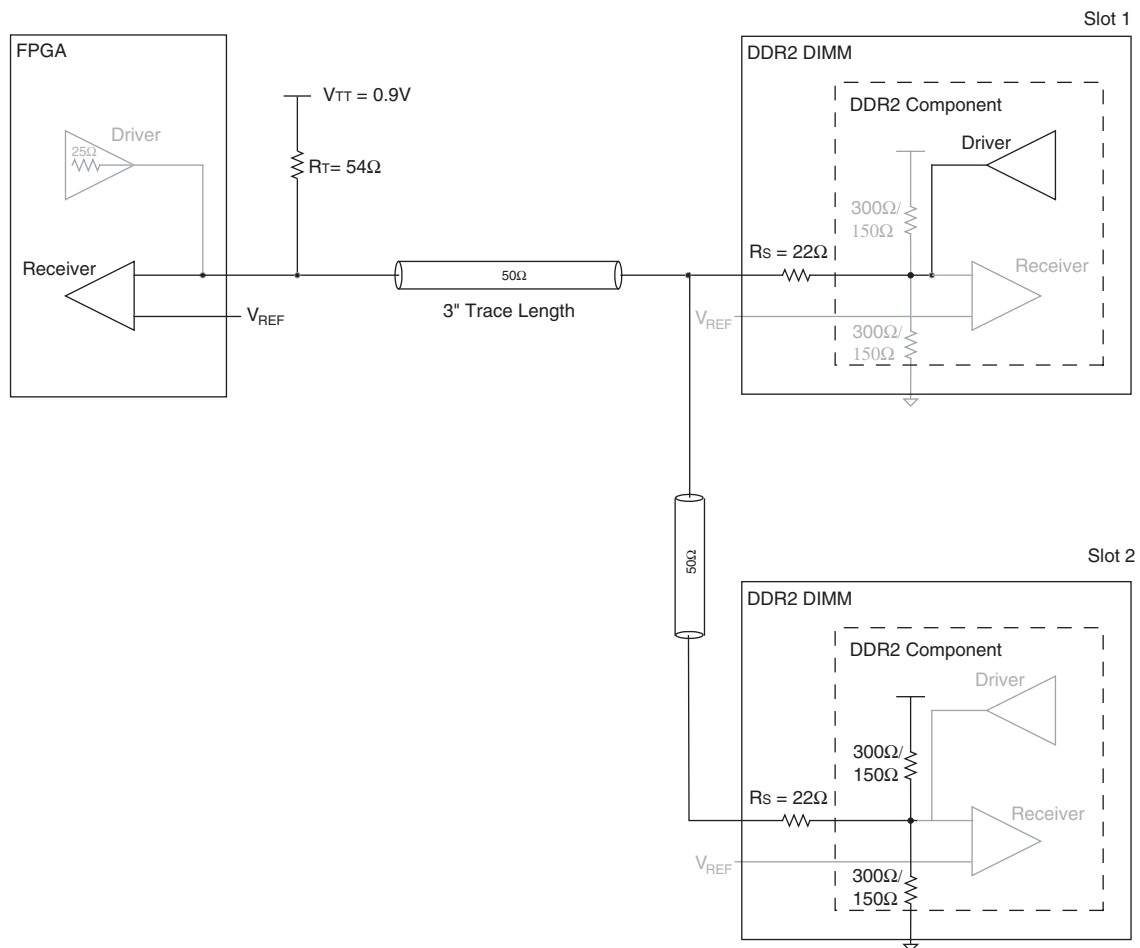 Slot 1
FPGA
DDR2 DIMM
VTT = 0.9V
DDR2 Component
Driver
25Ω
Driver
RT= 54Ω
300Ω/
150Ω
RS = 22Ω
Receiver
50Ω
Receiver
3" Trace Length
VREF
VREF
300Ω/
150Ω
50Ω
Slot 2
DDR2 DIMM
DDR2 Component
Driver
300Ω/
150Ω
RS = 22Ω
Receiver
VREF
300Ω/
150Ω